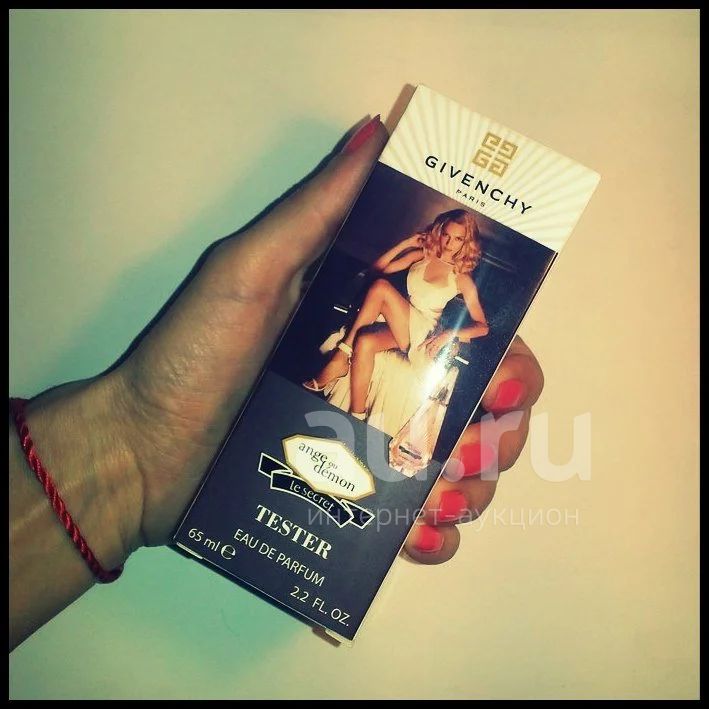 GIVENCHY
PARIS
ange ou
démon
le secret
TESTER
EAU DE PARFUM
65 ml e
2.2 FL. OZ.
au.ru
интернет-аукцион